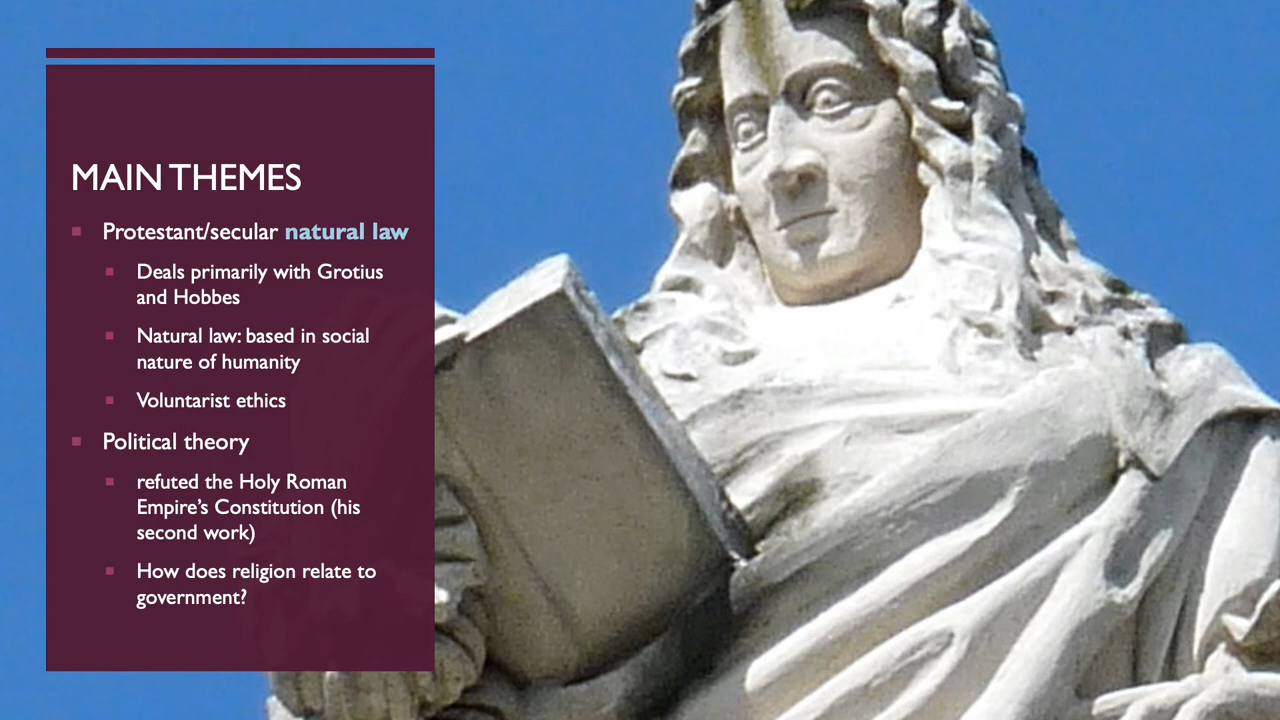 MAIN THEMES
Protestant/secular natural law
Deals primarily with Grotius
and Hobbes
Natural law: based in social
nature of humanity
Voluntarist ethics
Political theory
refuted the Holy Roman
Empire's Constitution (his
second work)
How does religion relate to
government?